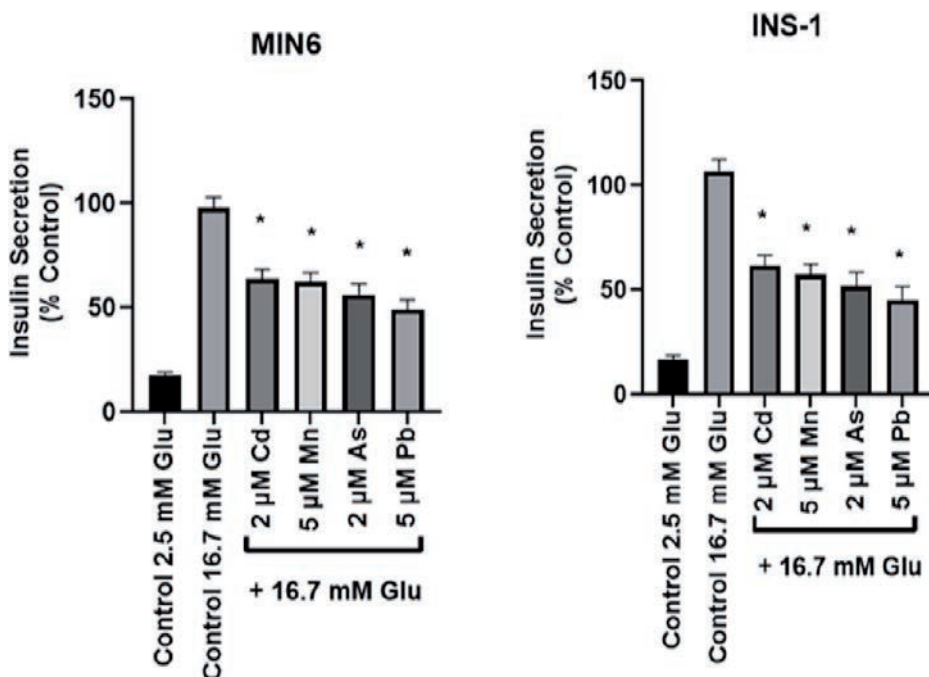 MIN6
Insulin Secretion
(% Control)
150
100
50
0
*
*
*
*
Control 2.5 mM Glu
Control 16.7 mM Glu
2 µM Cd
5 µM Mn
2 µM As
5 µM Pb
+ 16.7 mM Glu
INS-1
Insulin Secretion
(% Control)
150
100
50
0
*
*
*
*
Control 2.5 mM Glu
Control 16.7 mM Glu
2 µM Cd
5 µM Mn
2 µM As
5 µM Pb
+ 16.7 mM Glu